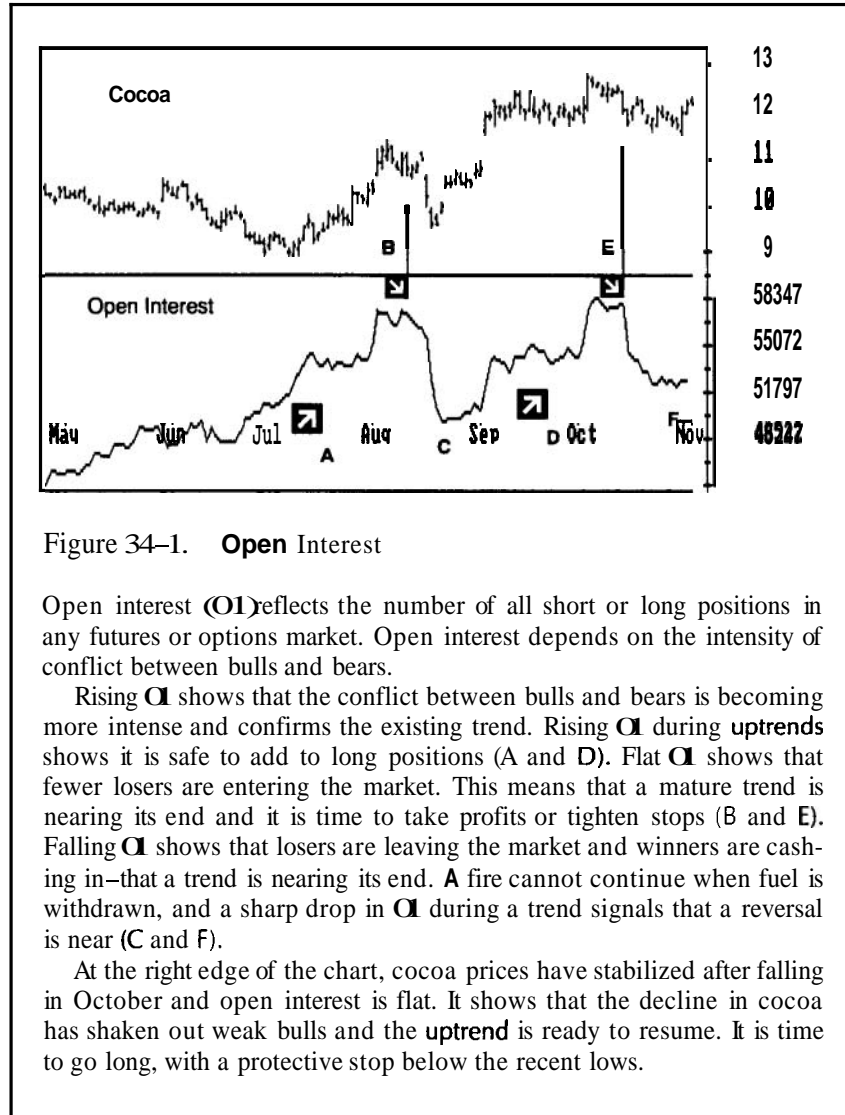 Cocoa
13
12
11
10
9
B
E
Open Interest
58347
55072
51797
F
May Jun Jul Aug Sep Oct Nov
A
C
D
Figure 34–1. Open Interest
Open interest (O1) reflects the number of all short or long positions in
any futures or options market. Open interest depends on the intensity of
conflict between bulls and bears.
Rising O1 shows that the conflict between bulls and bears is becoming
more intense and confirms the existing trend. Rising O1 during uptrends
shows it is safe to add to long positions (A and D). Flat O1 shows that
fewer losers are entering the market. This means that a mature trend is
nearing its end and it is time to take profits or tighten stops (B and E).
Falling O1 shows that losers are leaving the market and winners are cash-
ing in–that a trend is nearing its end. A fire cannot continue when fuel is
withdrawn, and a sharp drop in O1 during a trend signals that a reversal
is near (C and F).
At the right edge of the chart, cocoa prices have stabilized after falling
in October and open interest is flat. It shows that the decline in cocoa
has shaken out weak bulls and the uptrend is ready to resume. It is time
to go long, with a protective stop below the recent lows.